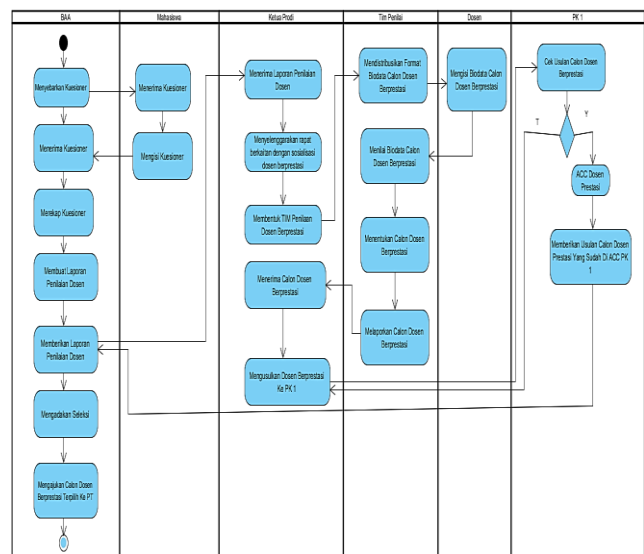 BAA
Mahasiswa
Ketua Prodi
Tim Penilai
Dosen
PK 1
Menyebarkan Kuesioner
Menerima Kuesioner
Merekap Kuesioner
Membuat Laporan
Penilaian Dosen
Memberikan Laporan
Penilaian Dosen
Mengadakan Seleksi
Mengajukan Calon Dosen
Berprestasi Terpilih Ke PT
Menerima Kuesioner
Mengisi Kuesioner
Menerima Laporan Penilaian
Dosen
Menyelenggarakan rapat
berkaitan dengan sosialisasi
dosen berprestasi
Membentuk TIM Penilaian
Dosen Berprestasi
Menerima Calon Dosen
Berprestasi
Mengusulkan Dosen Berprestasi
Ke PK 1
Mendistribusikan Format
Biodata Calon Dosen
Berprestasi
Menilai Biodata Calon
Dosen Berprestasi
Menentukan Calon Dosen
Berprestasi
Melaporkan Calon Dosen
Berprestasi
Mengisi Biodata Calon
Dosen Berprestasi
Cek Usulan Calon Dosen
Berprestasi
T
Y
ACC Dosen
Prestasi
Memberikan Usulan Calon Dosen
Prestasi Yang Sudah Di ACC PK
1